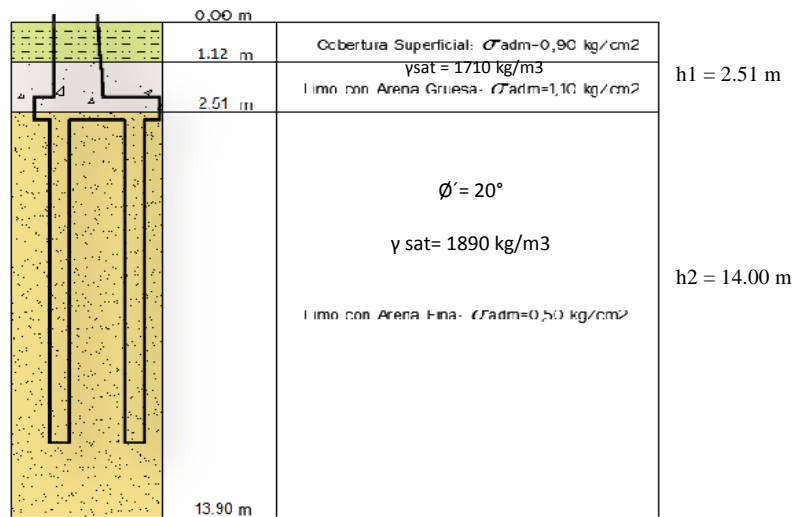 0,00 m
Cobertura Superficial: σadm=0,90 kg/cm2
1.12 m
γsat = 1710 kg/m3
h1 = 2.51 m
Limo con Arena Gruesa- σadm=1,10 kg/cm2
2.51 m
Ø´= 20°
γ sat= 1890 kg/m3
h2 = 14.00 m
Limo con Arena Fina- σadm=0,50 kg/cm2
13.90 m